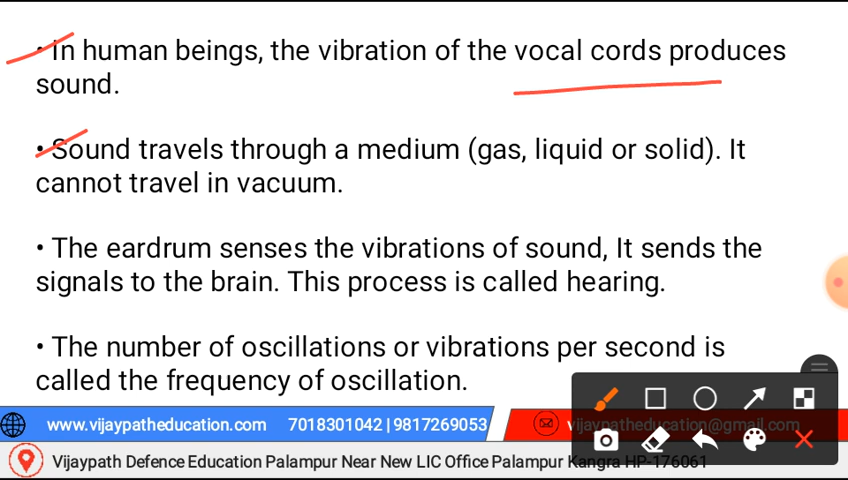 • In human beings, the vibration of the vocal cords produces
sound.
• Sound travels through a medium (gas, liquid or solid). It
cannot travel in vacuum.
• The eardrum senses the vibrations of sound, It sends the
signals to the brain. This process is called hearing.
• The number of oscillations or vibrations per second is
called the frequency of oscillation.
www.vijaypatheducation.com 7018301042 | 9817269053 vijaypatheducation@gmail.com
Vijaypath Defence Education Palampur Near New LIC Office Palampur Kangra HP-176061